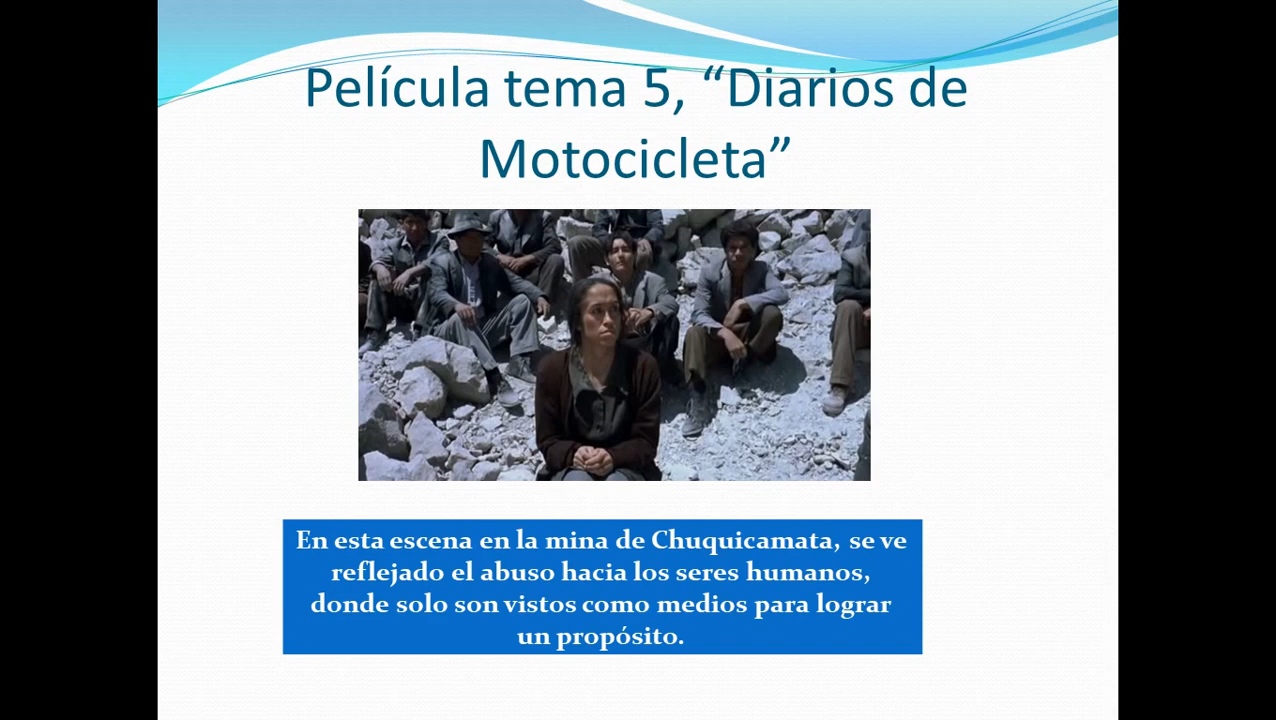 Película tema 5, “Diarios de
Motocicleta”
En esta escena en la mina de Chuquicamata, se ve
reflejado el abuso hacia los seres humanos,
donde solo son vistos como medios para lograr
un propósito.